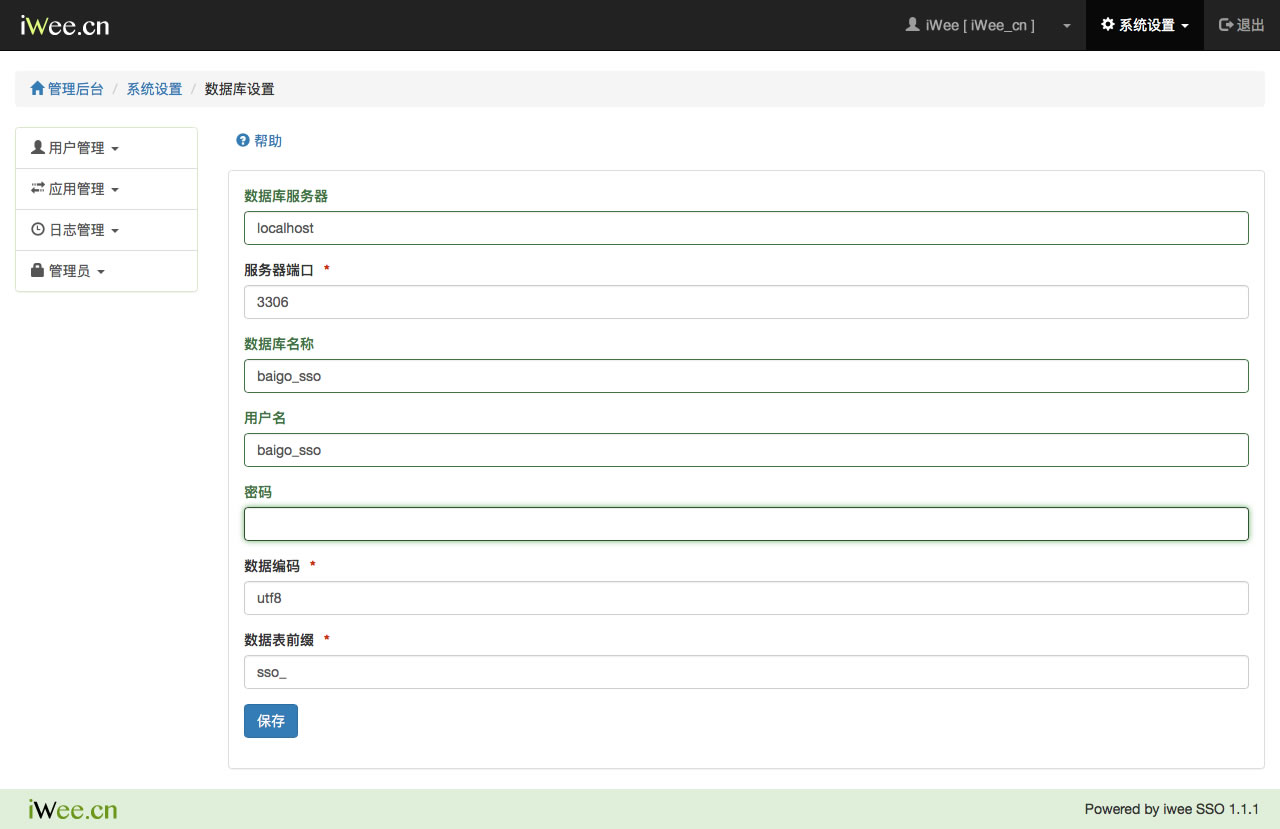 iWee.cn
iWee [ iWee_cn ]
系统设置
退出
管理后台 / 系统设置 / 数据库设置
用户管理
应用管理
日志管理
管理员
帮助
数据库服务器
localhost
服务器端口 *
3306
数据库名称
baigo_sso
用户名
baigo_sso
密码
数据编码 *
utf8
数据表前缀 *
sso_
保存
iWee.cn
Powered by iwee SSO 1.1.1